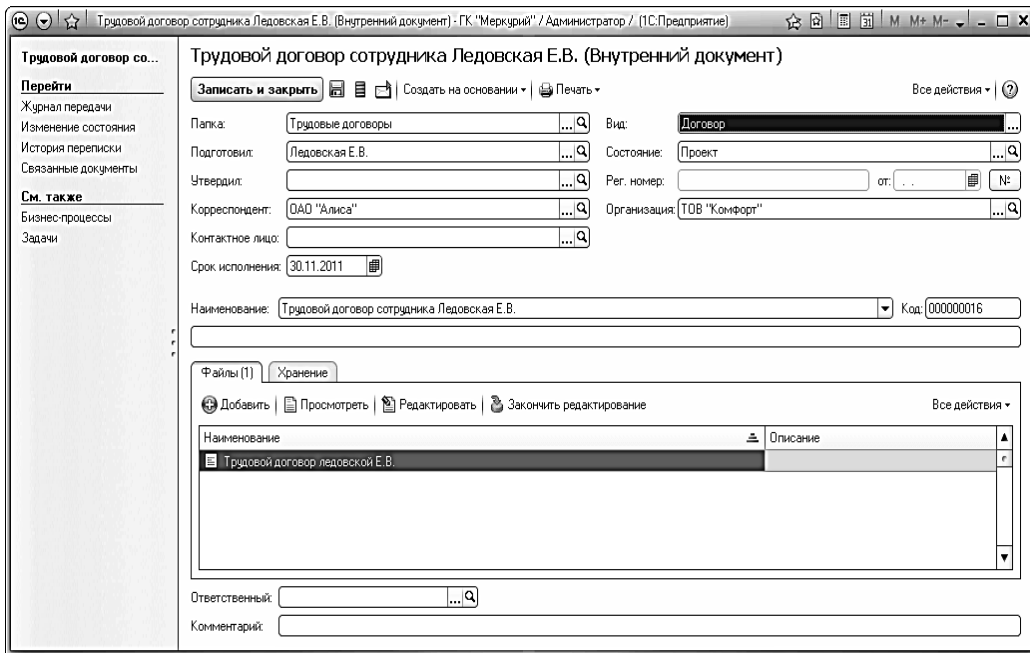 Трудовой договор сотрудника Ледовская Е.В. (Внутренний документ) - ГК "Меркурий" / Администратор / (1С:Предприятие) M M+ M-
Трудовой договор со...
Перейти
Журнал передачи
Изменение состояния
История переписки
Связанные документы
См. также
Бизнес-процессы
Задачи
Трудовой договор сотрудника Ледовская Е.В. (Внутренний документ)
Записать и закрыть Создать на основании Печать Все действия
Папка: Трудовые договоры ... Вид: Договор ...
Подготовил: Ледовская Е.В. ... Состояние: Проект ...
Утвердил: ... Рег. номер: от: . . №
Корреспондент: ОАО "Алиса" ... Организация: ТОВ "Комфорт" ...
Контактное лицо: ...
Срок исполнения: 30.11.2011
Наименование: Трудовой договор сотрудника Ледовская Е.В. Код: 000000016
Файлы (1) Хранение
Добавить Просмотреть Редактировать Закончить редактирование Все действия
Наименование Описание
Трудовой договор ледовской Е.В.
Ответственный: ...
Комментарий: